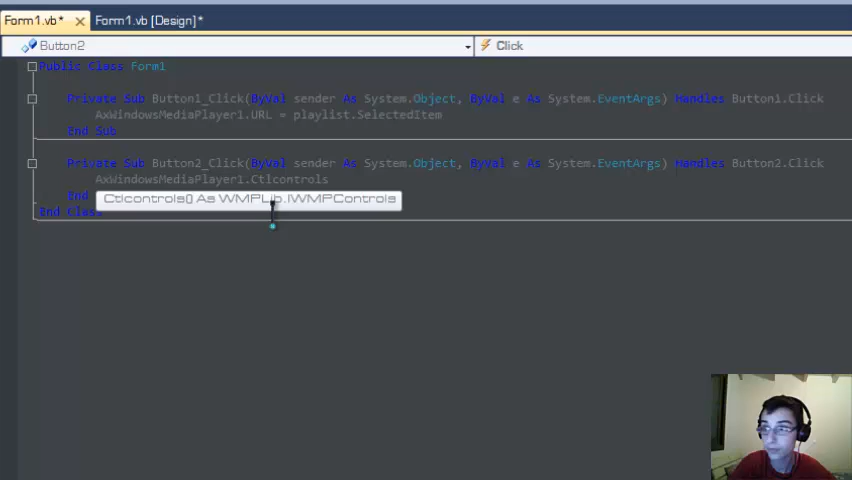 Form1.vb* Form1.vb [Design]*
Button2 Click
Public Class Form1
Private Sub Button1_Click(ByVal sender As System.Object, ByVal e As System.EventArgs) Handles Button1.Click
AxWindowsMediaPlayer1.URL = playlist.SelectedItem
End Sub
Private Sub Button2_Click(ByVal sender As System.Object, ByVal e As System.EventArgs) Handles Button2.Click
AxWindowsMediaPlayer1.Ctlcontrols
End
Ctlcontrols() As WMPLib.IWMPControls
End Class